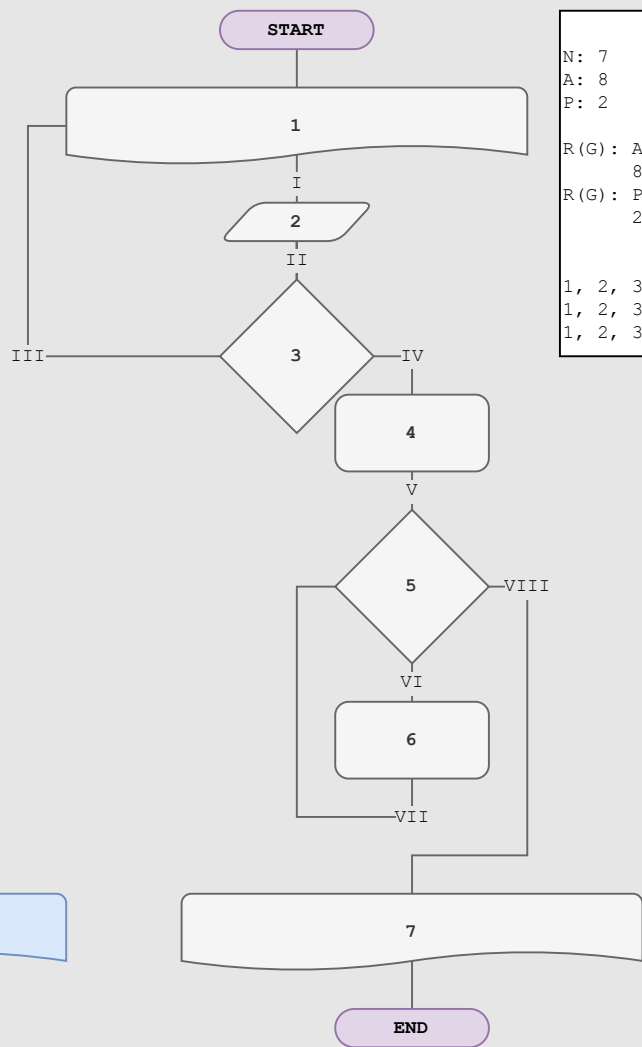 START
1
I
2
II
3
III
IV
4
V
5
VIII
VI
6
VII
7
END
N: 7
A: 8
P: 2
R(G): A
8
R(G): P
2
1, 2, 3
1, 2, 3
1, 2, 3